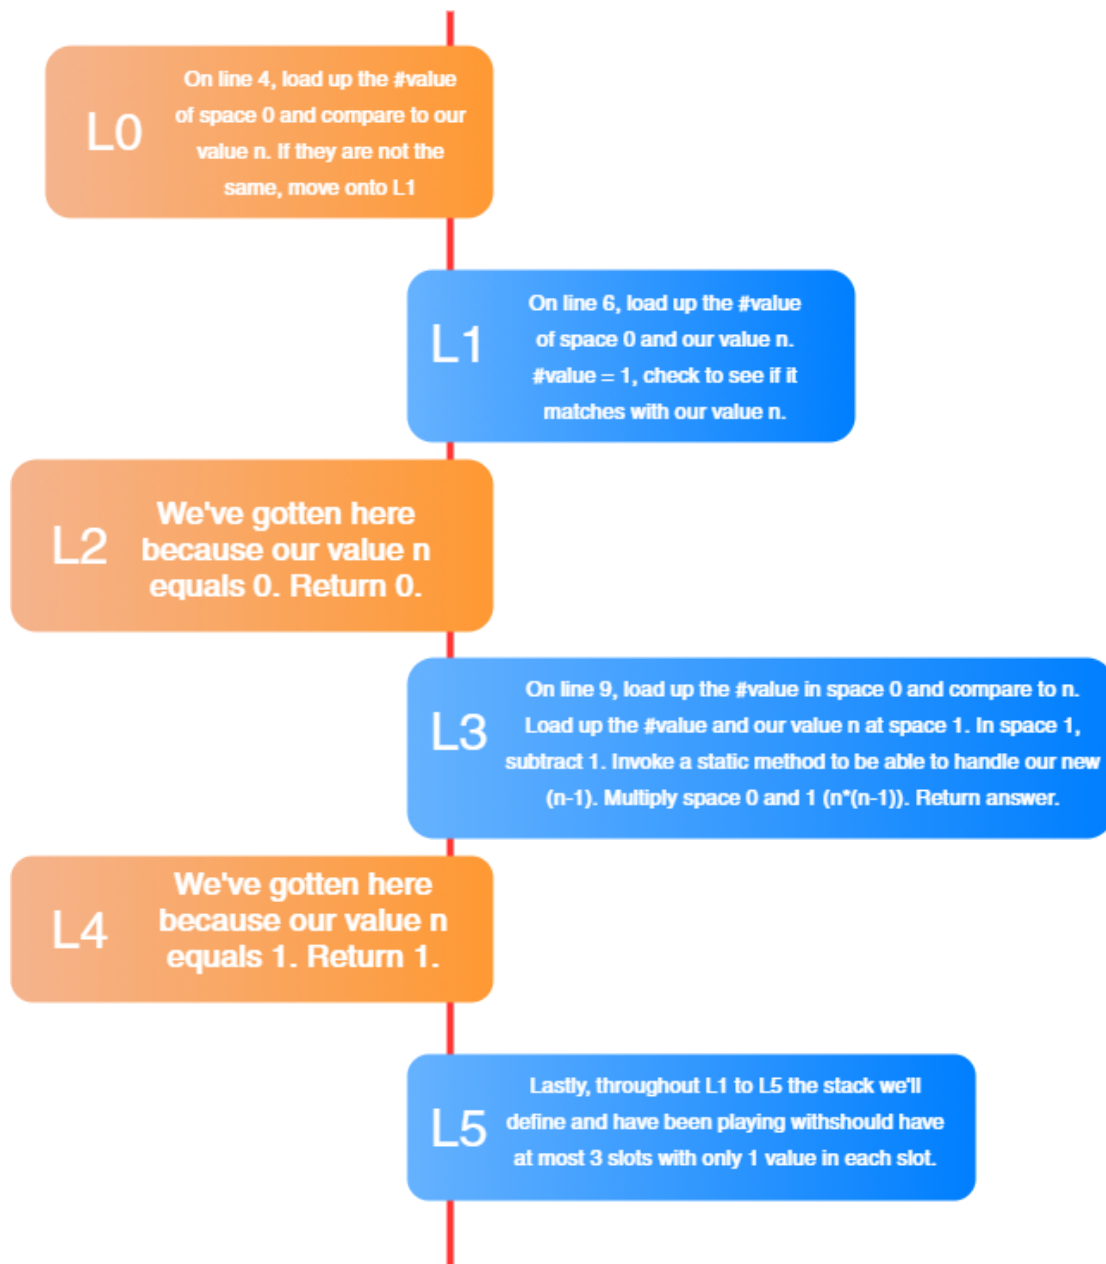 L0
On line 4, load up the #value
of space 0 and compare to our
value n. If they are not the
same, move onto L1
L1
On line 6, load up the #value
of space 0 and our value n.
#value = 1, check to see if it
matches with our value n.
L2
We've gotten here
because our value n
equals 0. Return 0.
L3
On line 9, load up the #value in space 0 and compare to n.
Load up the #value and our value n at space 1. In space 1,
subtract 1. Invoke a static method to be able to handle our new
(n-1). Multiply space 0 and 1 (n*(n-1)). Return answer.
L4
We've gotten here
because our value n
equals 1. Return 1.
L5
Lastly, throughout L1 to L5 the stack we'll
define and have been playing withshould have
at most 3 slots with only 1 value in each slot.